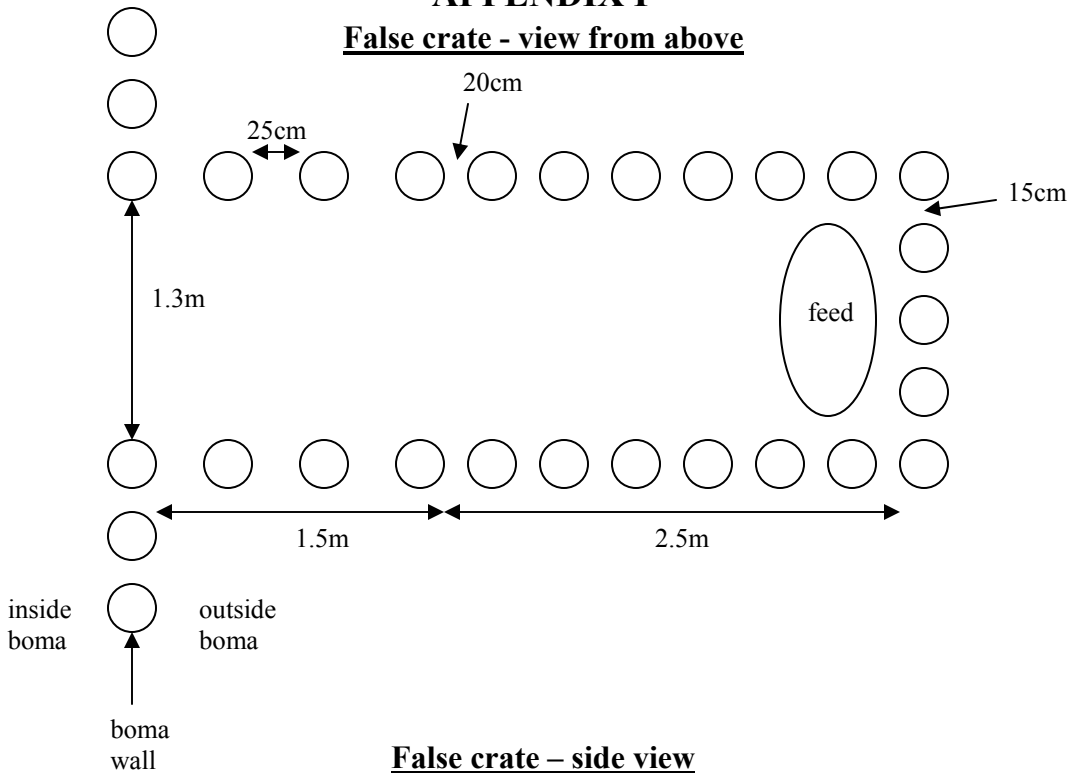 APPENDIX I
False crate - view from above
20cm
25cm
15cm
1.3m
feed
1.5m
2.5m
inside
boma
outside
boma
boma
wall
False crate – side view